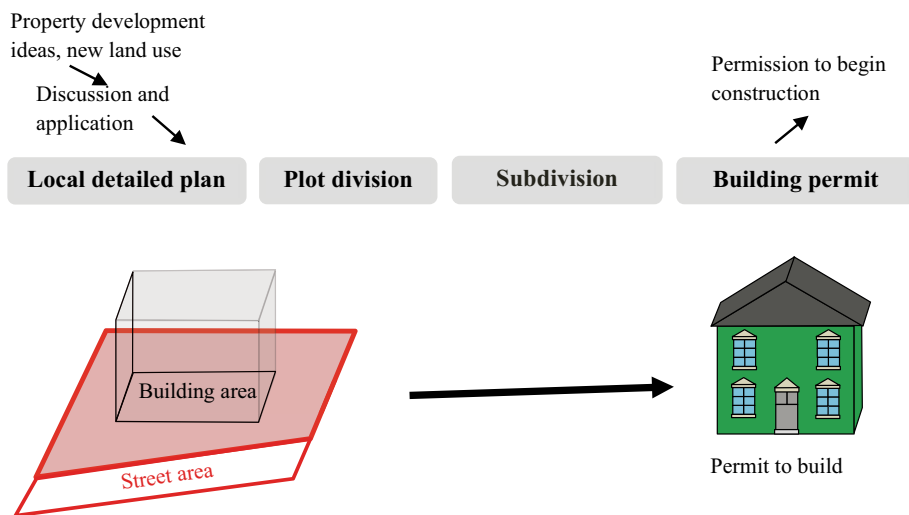 Property development
ideas, new land use
Discussion and
application
Permission to begin
construction
Local detailed plan
Plot division
Subdivision
Building permit
Building area
Street area
Permit to build